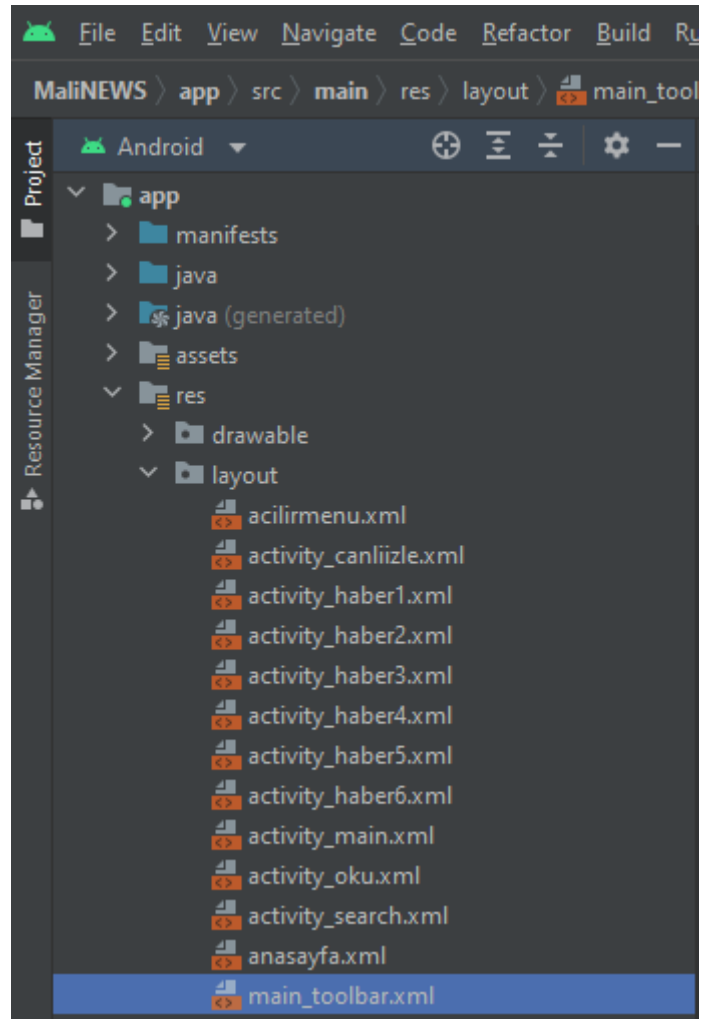 File Edit View Navigate Code Refactor Build Ru
MaliNEWS app src main res layout main_tool
Project
Resource Manager
Android
app
manifests
java
java (generated)
assets
res
drawable
layout
acilirmenu.xml
activity_canliizle.xml
activity_haber1.xml
activity_haber2.xml
activity_haber3.xml
activity_haber4.xml
activity_haber5.xml
activity_haber6.xml
activity_main.xml
activity_oku.xml
activity_search.xml
anasayfa.xml
main_toolbar.xml